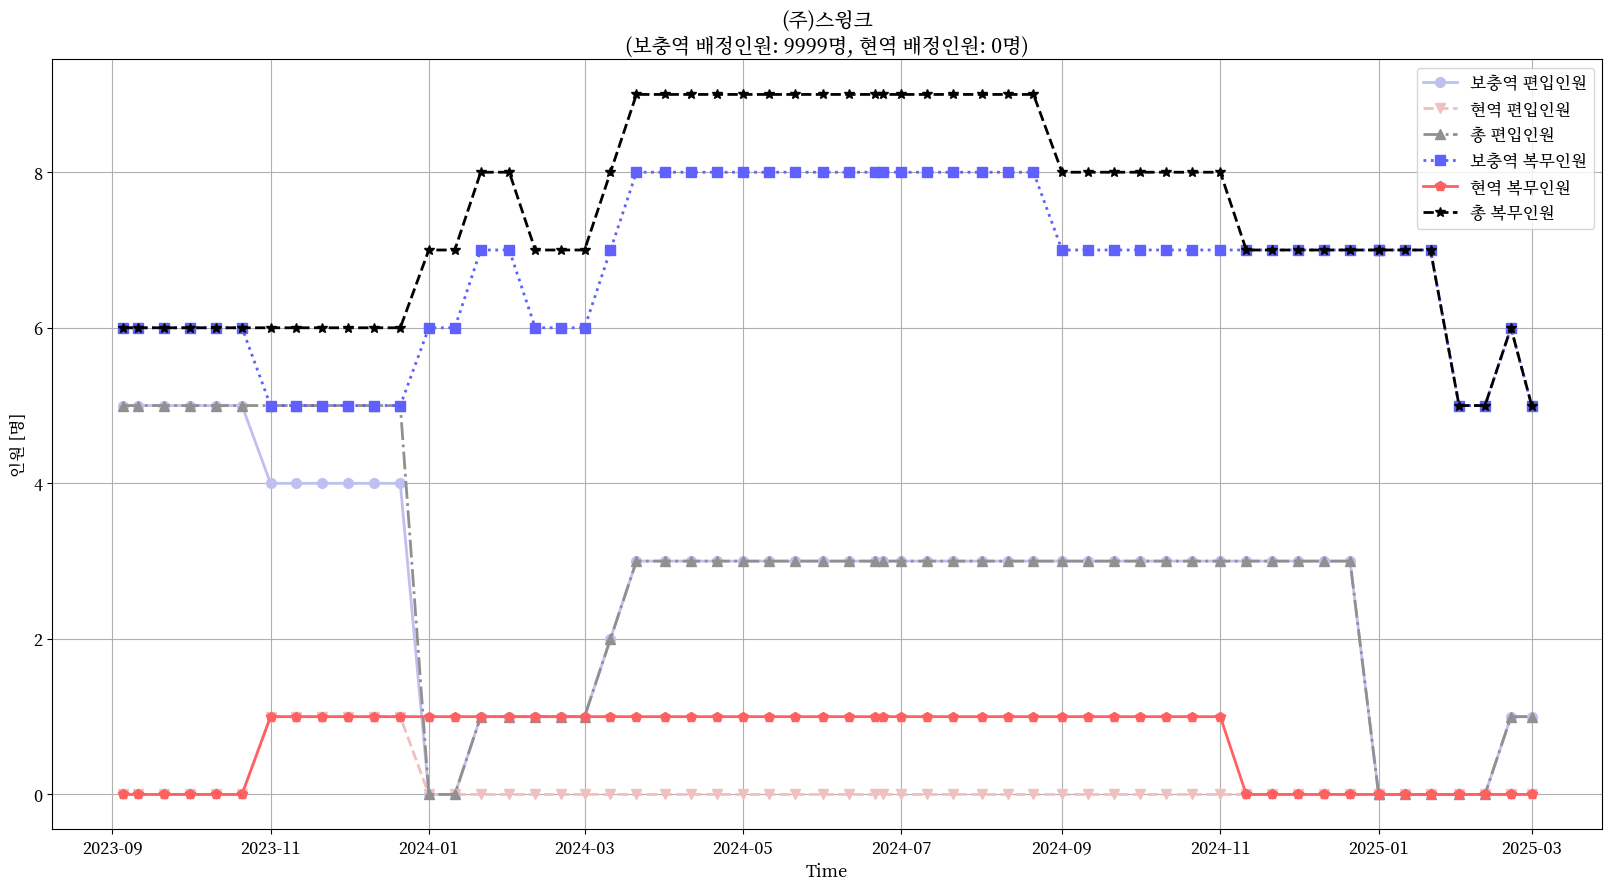 (주)스윙크
(보충역 배정인원: 9999명, 현역 배정인원: 0명)
보충역 편입인원
현역 편입인원
총 편입인원
보충역 복무인원
현역 복무인원
총 복무인원
인원 [명]
8
6
4
2
0
2023-09
2023-11
2024-01
2024-03
2024-05
2024-07
2024-09
2024-11
2025-01
2025-03
Time